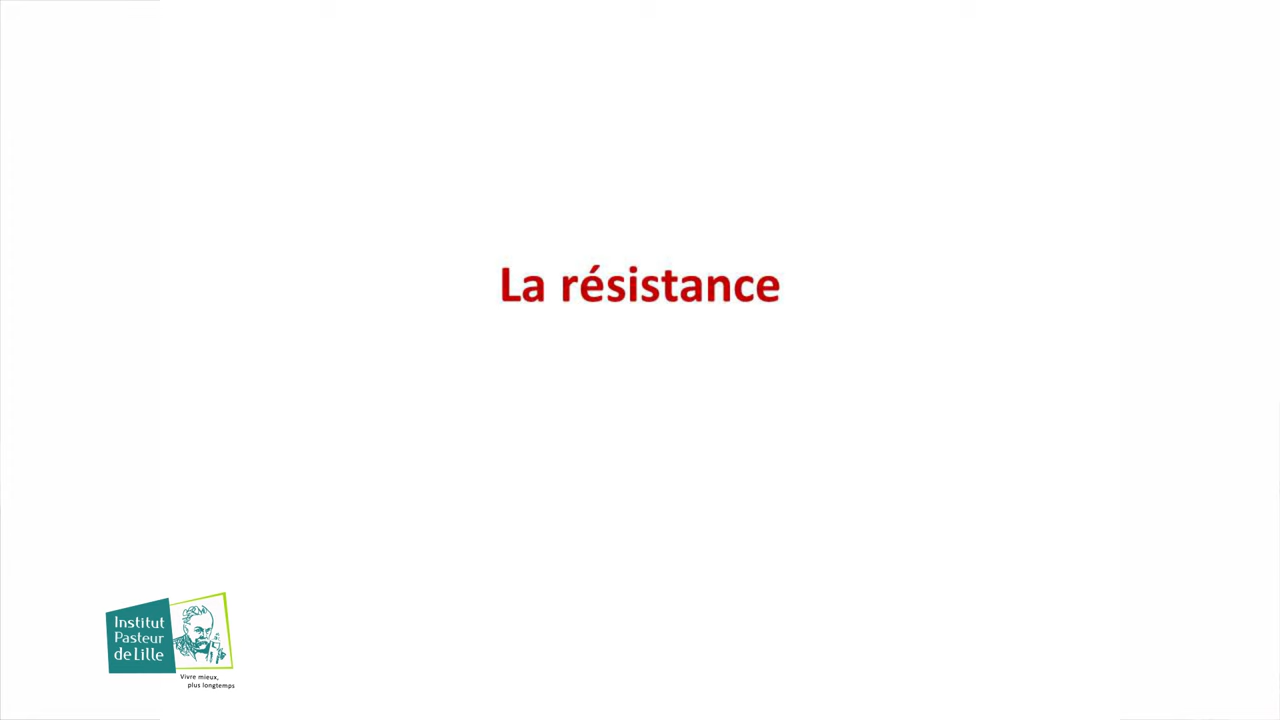 La résistance
Institut
Pasteur
de Lille
Vivre mieux,
plus longtemps